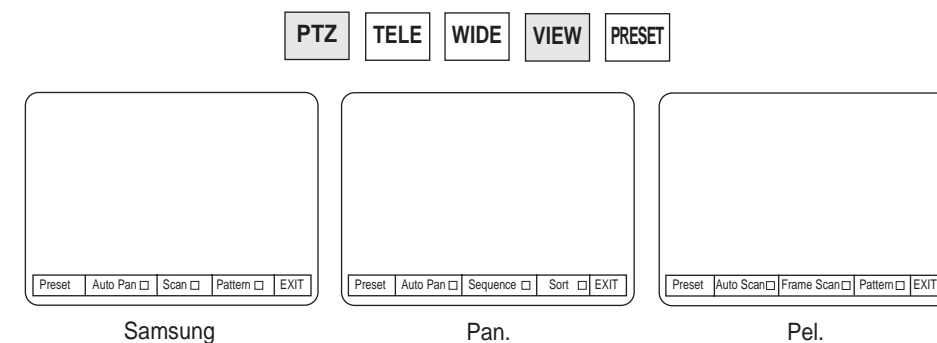 PTZ TELE WIDE VIEW PRESET
Preset Auto Pan Scan Pattern EXIT
Preset Auto Pan Sequence Sort EXIT
Preset Auto Scan Frame Scan Pattern EXIT
Samsung Pan. Pel.